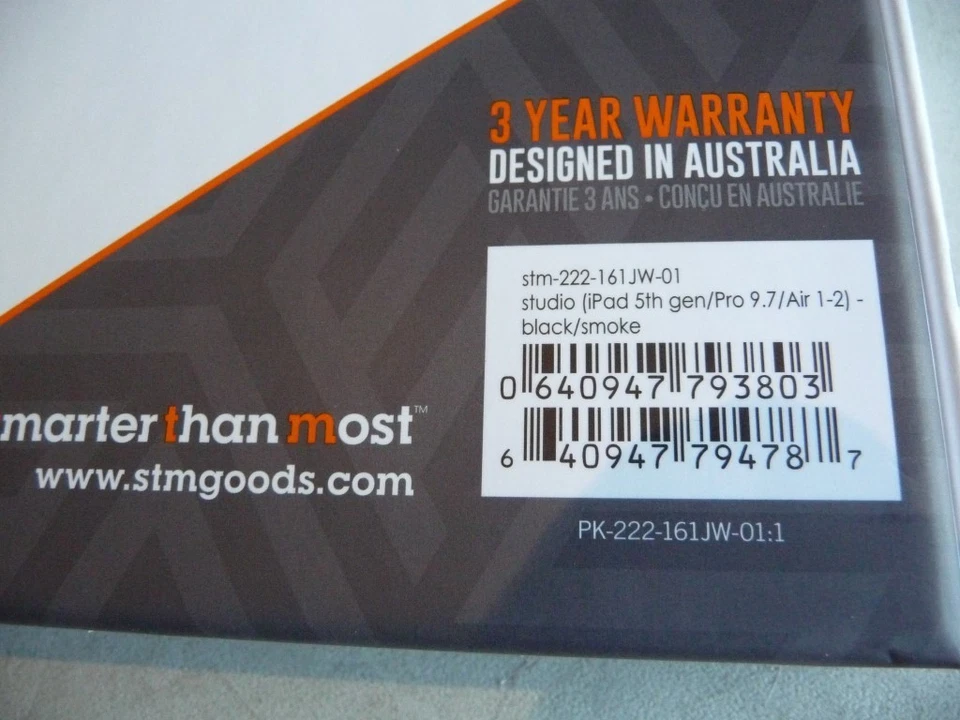 3 YEAR WARRANTY
DESIGNED IN AUSTRALIA
GARANTIE 3 ANS • CONÇU EN AUSTRALIE
stm-222-161JW-01
studio (iPad 5th gen/Pro 9.7/Air 1-2) -
black/smoke
0 640947 793803
6 40947 79478 7
PK-222-161JW-01:1
marter than most™
www.stmgoods.com